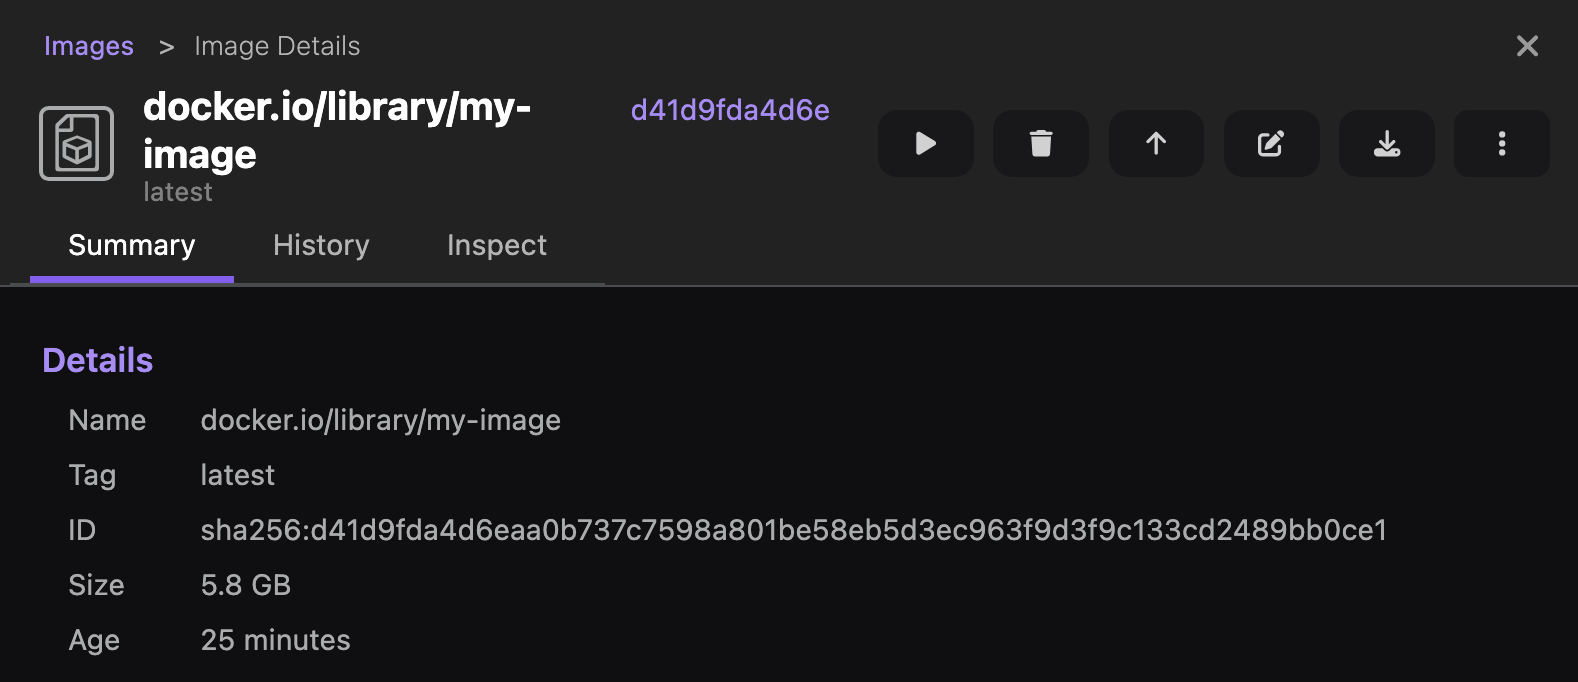 Images > Image Details
docker.io/library/my-
image
d41d9fda4d6e
latest
Summary History Inspect
Details
Name docker.io/library/my-image
Tag latest
ID sha256:d41d9fda4d6eaa0b737c7598a801be58eb5d3ec963f9d3f9c133cd2489bb0ce1
Size 5.8 GB
Age 25 minutes